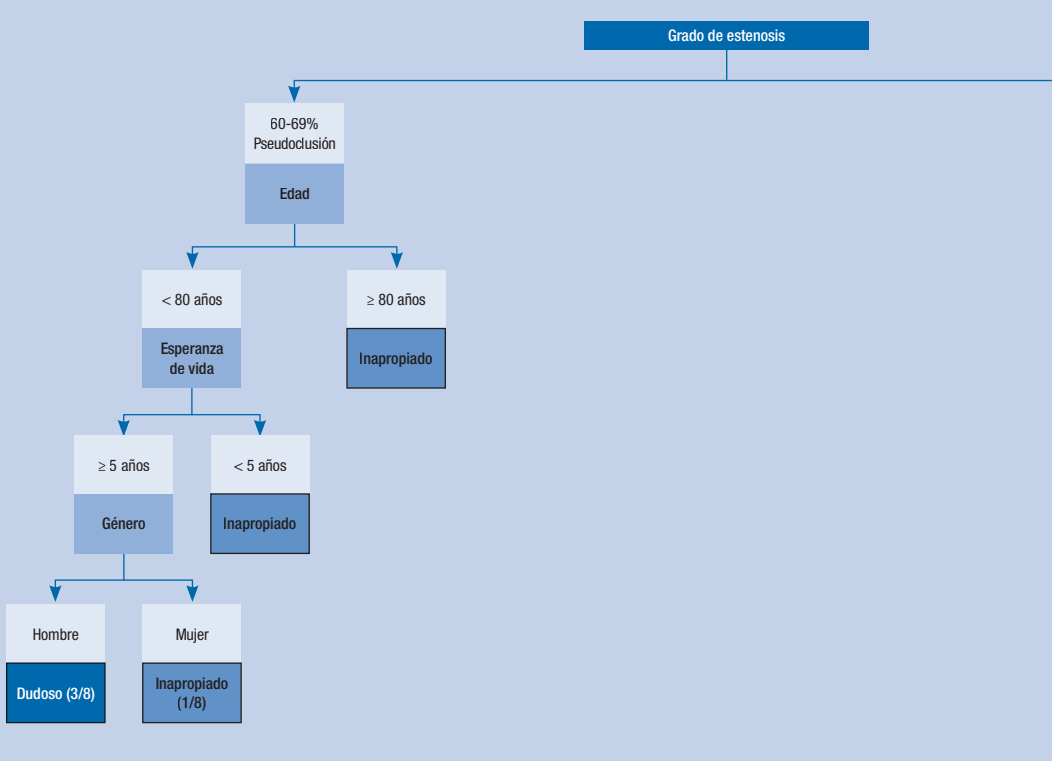 Grado de estenosis
60-69%
Pseudoclusión
Edad
< 80 años
≥ 80 años
Esperanza
de vida
Inapropiado
≥ 5 años
< 5 años
Género
Inapropiado
Hombre
Mujer
Dudoso (3/8)
Inapropiado
(1/8)